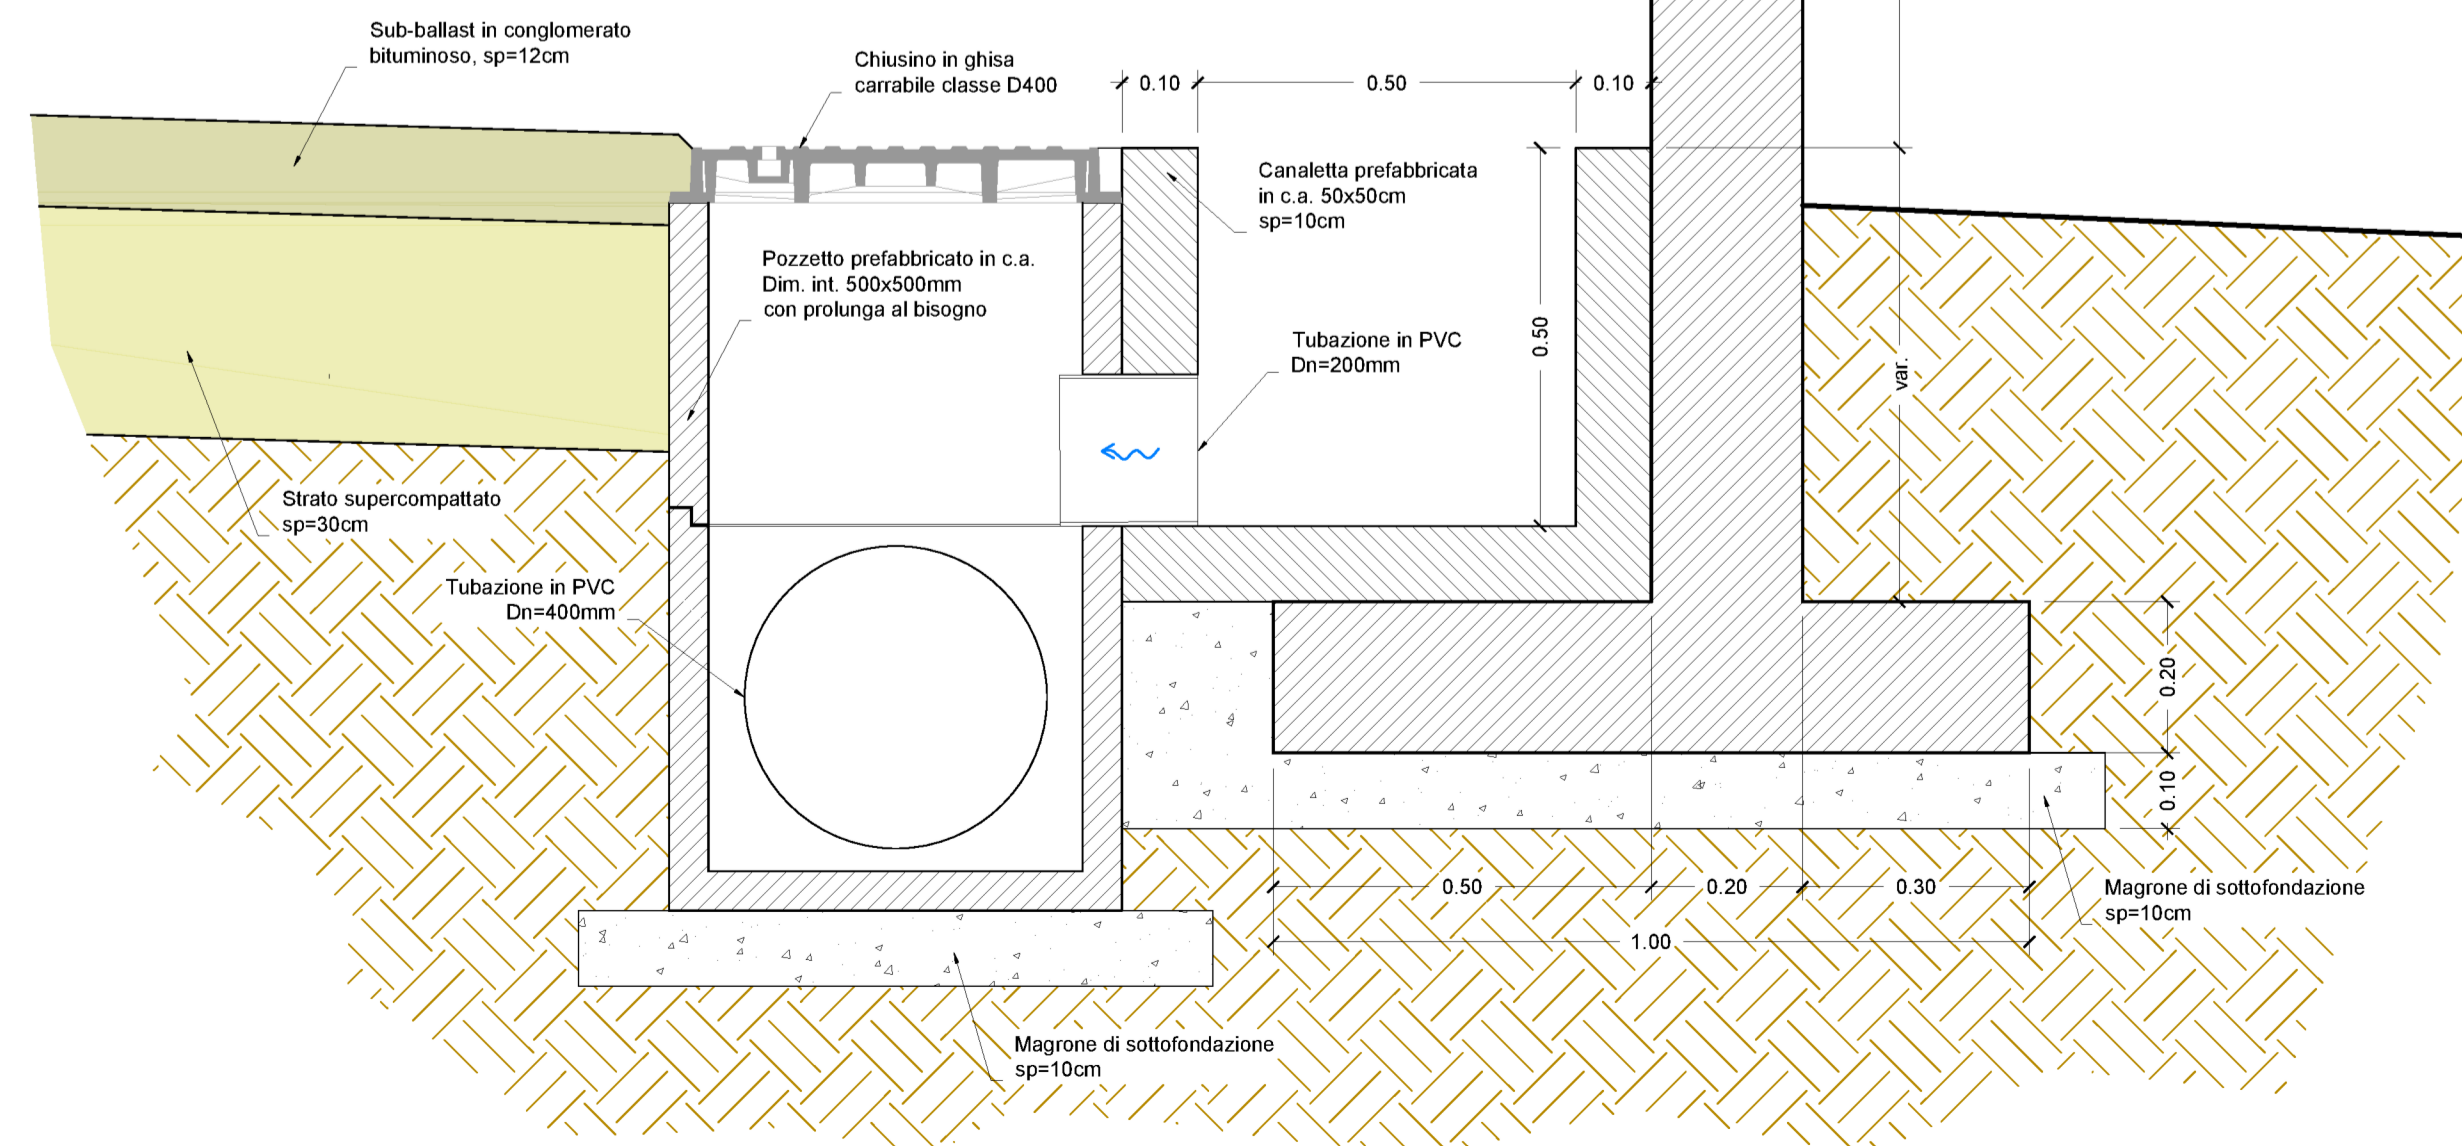 Sub-ballast in conglomerato
bituminoso, sp=12cm
Chiusino in ghisa
carrabile classe D400
0.10
0.50
0.10
Canaletta prefabbricata
in c.a. 50x50cm
sp=10cm
Pozzetto prefabbricato in c.a.
Dim. int. 500x500mm
con prolunga al bisogno
Tubazione in PVC
Dn=200mm
0.50
var.
Strato supercompattato
sp=30cm
Tubazione in PVC
Dn=400mm
0.20
0.10
0.50
0.20
0.30
1.00
Magrone di sottofondazione
sp=10cm
Magrone di sottofondazione
sp=10cm